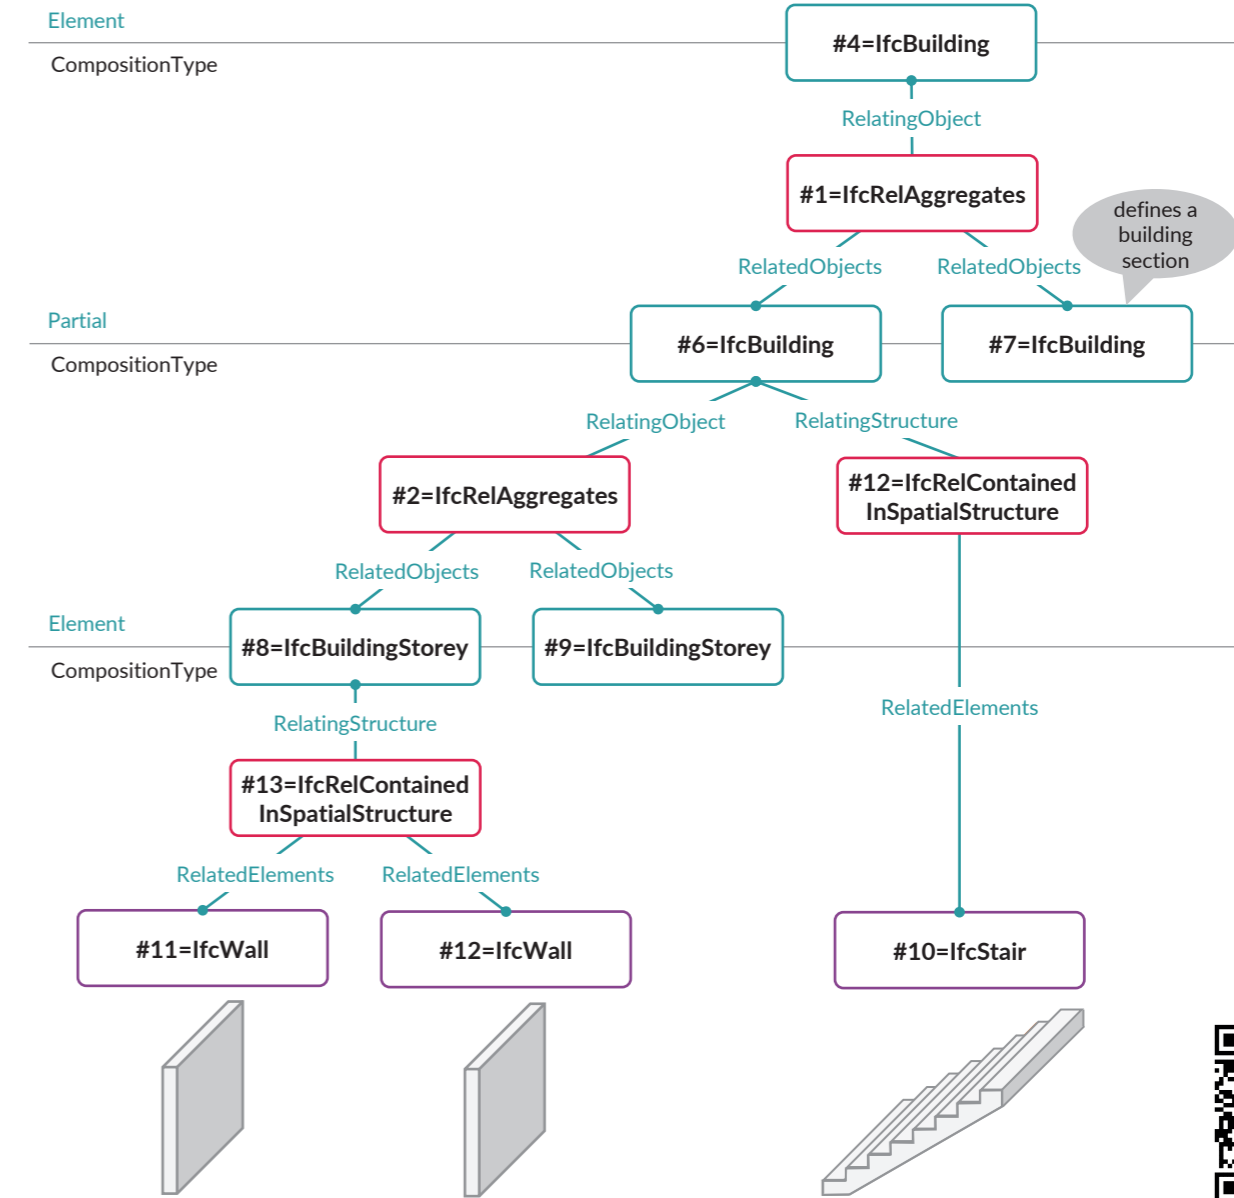 Element
#4=IfcBuilding
CompositionType
RelatingObject
#1=IfcRelAggregates
defines a
building
section
RelatedObjects
RelatedObjects
Partial
#6=IfcBuilding
#7=IfcBuilding
CompositionType
RelatingObject
RelatingStructure
#2=IfcRelAggregates
#12=IfcRelContained
InSpatialStructure
RelatedObjects
RelatedObjects
Element
#8=IfcBuildingStorey
#9=IfcBuildingStorey
CompositionType
RelatingStructure
RelatedElements
#13=IfcRelContained
InSpatialStructure
RelatedElements
RelatedElements
#11=IfcWall
#12=IfcWall
#10=IfcStair